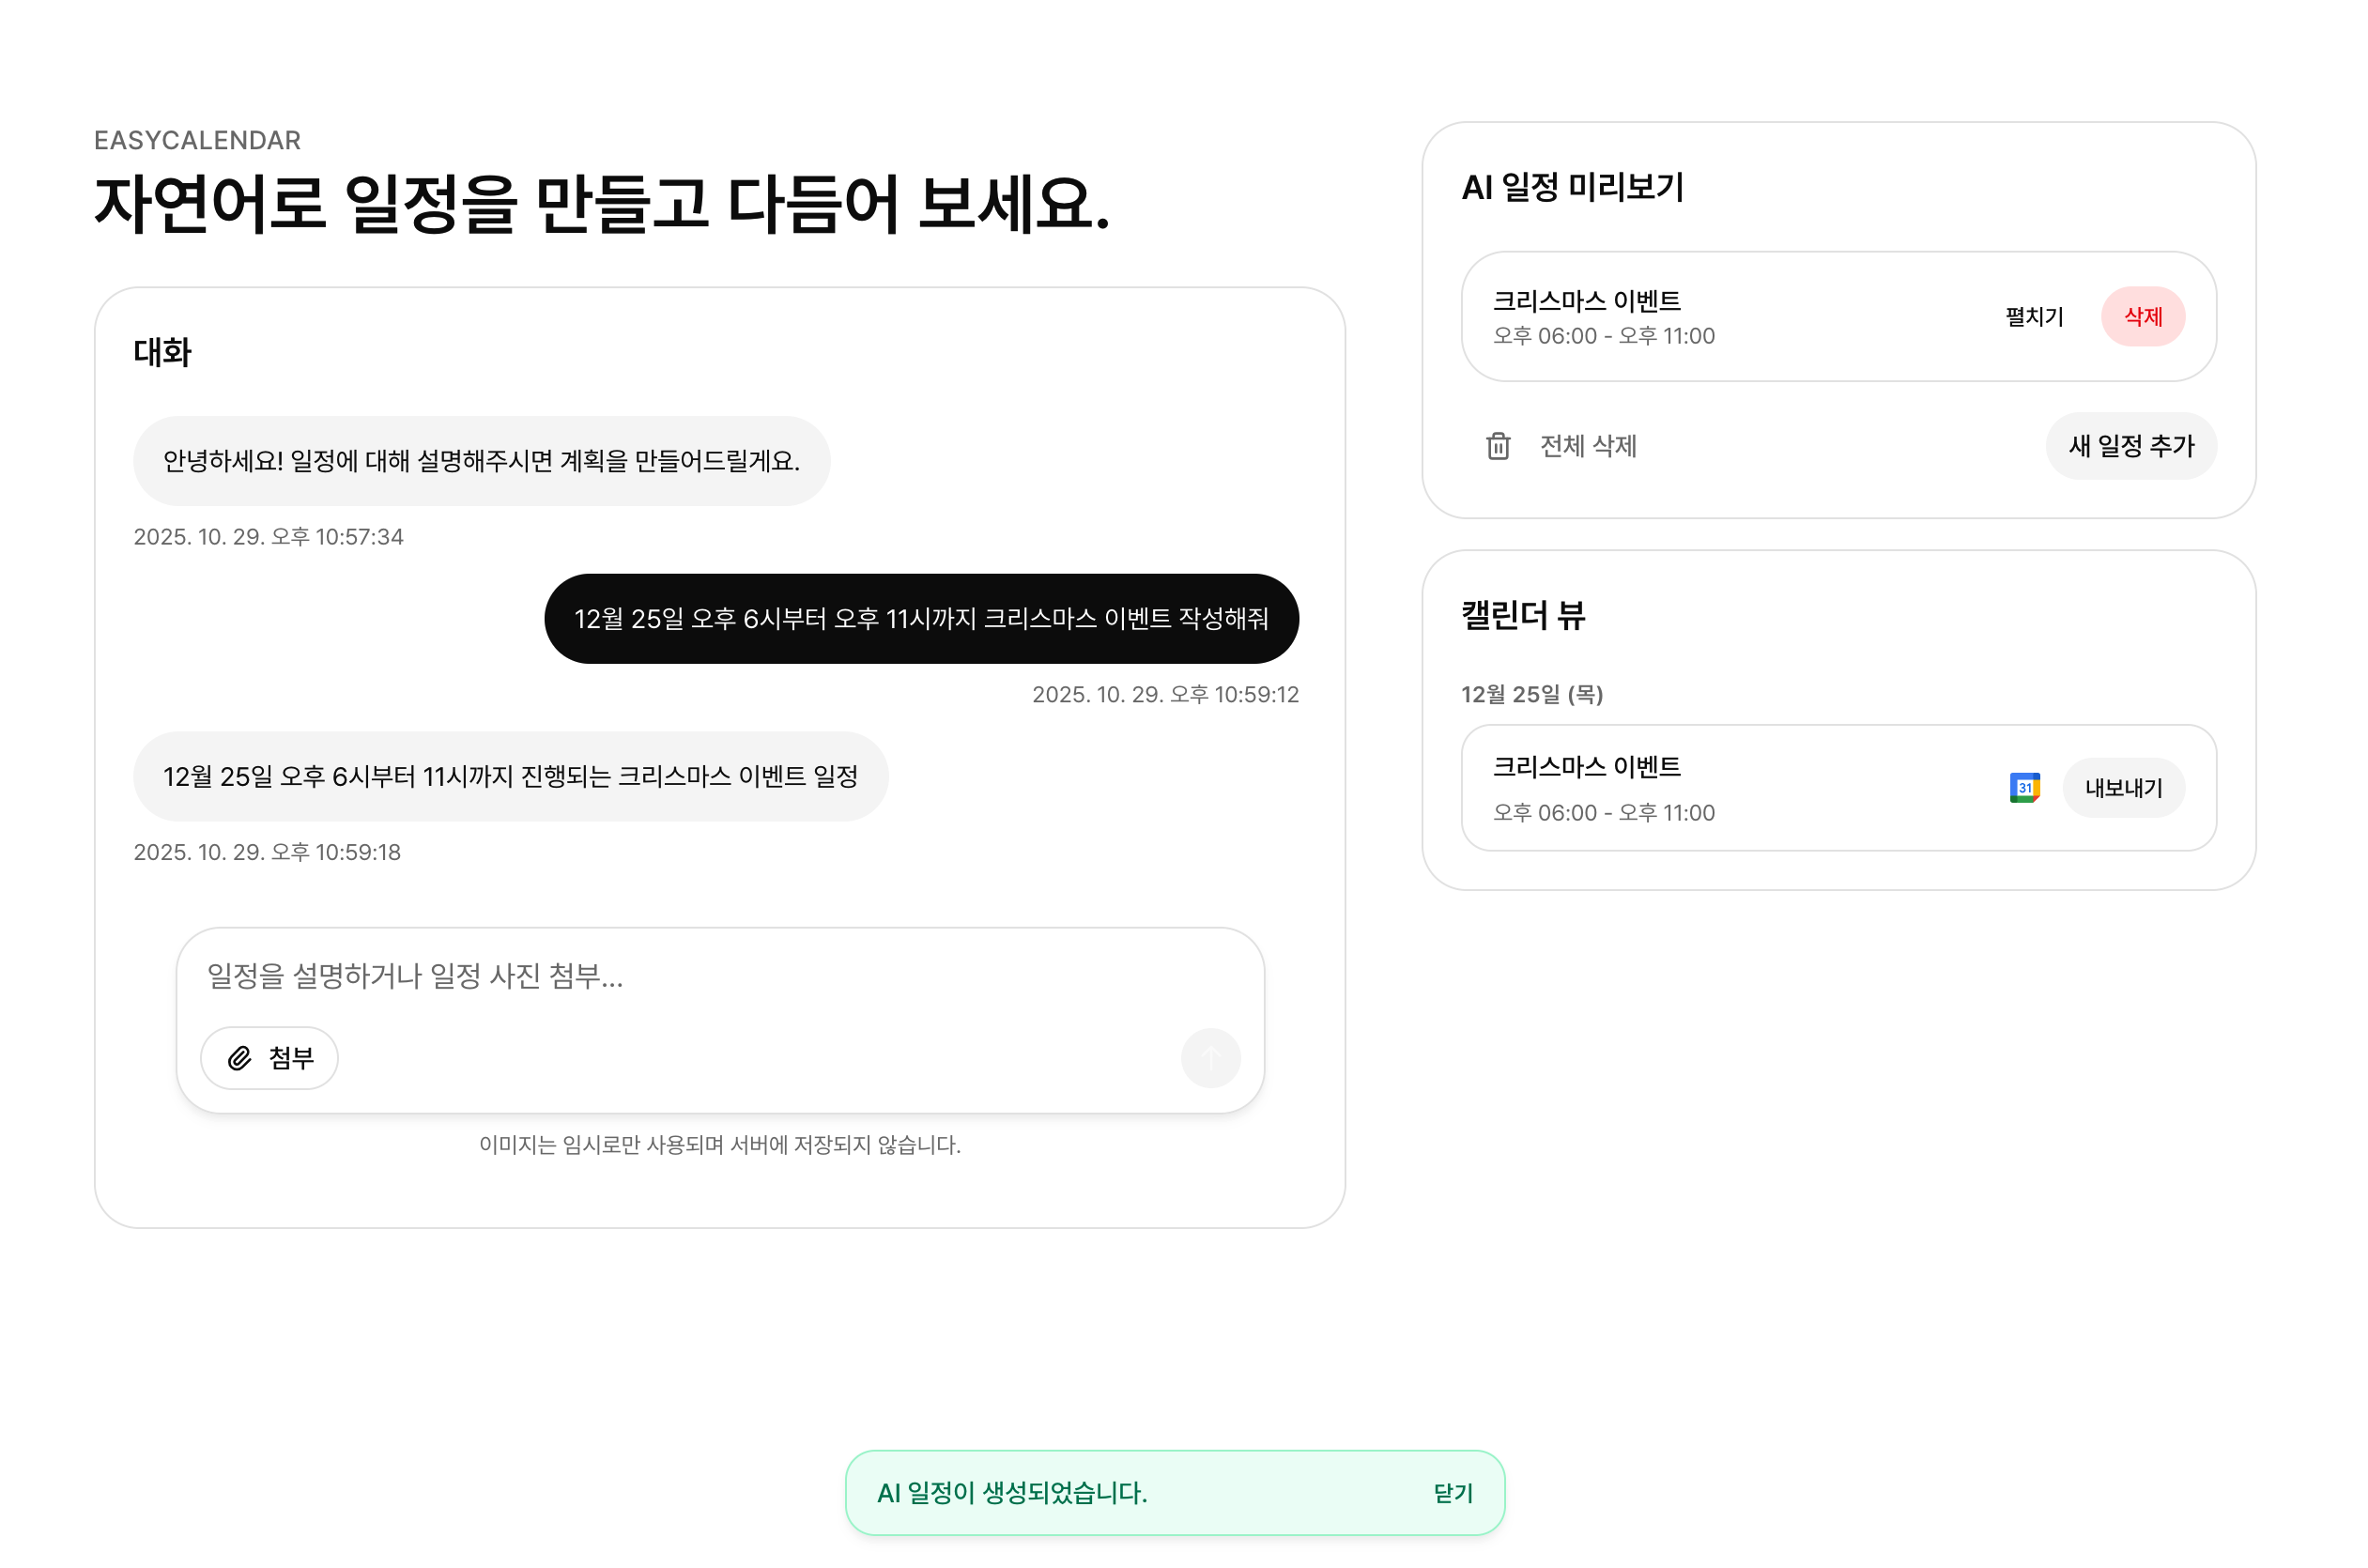 EASYCALENDAR
자연어로 일정을 만들고 다듬어 보세요.
대화
안녕하세요! 일정에 대해 설명해주시면 계획을 만들어드릴게요.
2025. 10. 29. 오후 10:57:34
12월 25일 오후 6시부터 오후 11시까지 크리스마스 이벤트 작성해줘
2025. 10. 29. 오후 10:59:12
12월 25일 오후 6시부터 11시까지 진행되는 크리스마스 이벤트 일정
2025. 10. 29. 오후 10:59:18
일정을 설명하거나 일정 사진 첨부...
첨부
이미지는 임시로만 사용되며 서버에 저장되지 않습니다.
AI 일정 미리보기
크리스마스 이벤트
오후 06:00 - 오후 11:00
펼치기
삭제
전체 삭제
새 일정 추가
캘린더 뷰
12월 25일 (목)
크리스마스 이벤트
오후 06:00 - 오후 11:00
31
내보내기
AI 일정이 생성되었습니다.
닫기